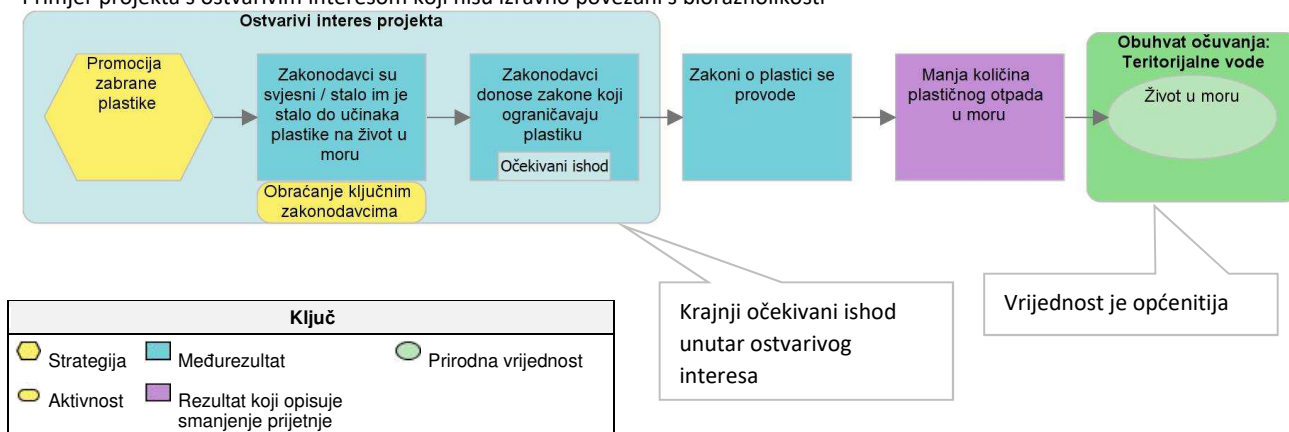 Primjer projekta s ostvarivim interesom koji nisu izravno povezani s bioraznolikosti
Ostvarivi interes projekta
Promocija
zabrane
plastike
Zakonodavci su
svjesni / stalo im je
stalo do učinaka
plastike na život u
moru
Obraćanje ključnim
zakonodavcima
Zakonodavci
donose zakone koji
ograničavaju
plastiku
Očekivani ishod
Zakoni o plastici se
provode
Manja količina
plastičnog otpada
u moru
Obuhvat očuvanja:
Teritorijalne vode
Život u moru
Krajnji očekivani ishod
unutar ostvarivog
interesa
Vrijednost je općenitija
Ključ
Strategija
Međurezultat
Prirodna vrijednost
Aktivnost
Rezultat koji opisuje
smanjenje prijetnje